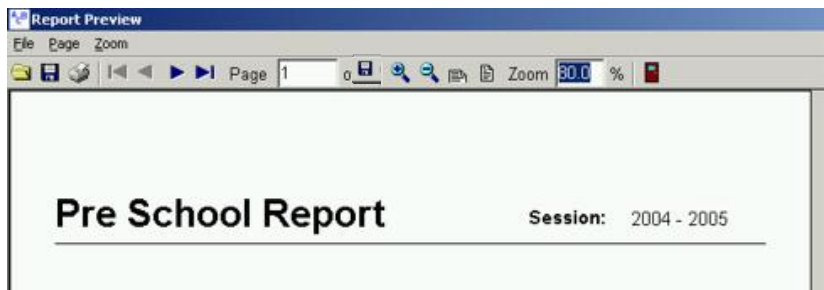 Report Preview
File Page Zoom
Page 1 o Zoom 80.0 %
Pre School Report Session: 2004 - 2005